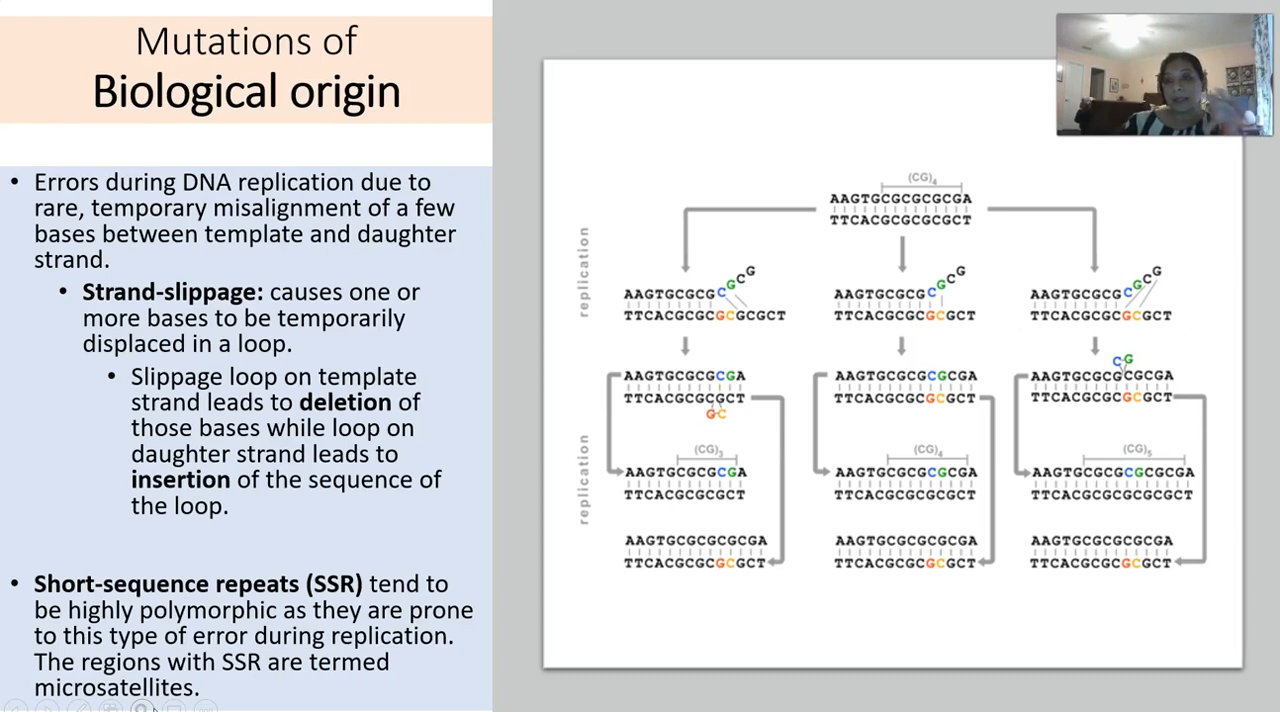 Mutations of
Biological origin
• Errors during DNA replication due to
rare, temporary misalignment of a few
bases between template and daughter
strand.
• Strand-slippage: causes one or
more bases to be temporarily
displaced in a loop.
• Slippage loop on template
strand leads to deletion of
those bases while loop on
daughter strand leads to
insertion of the sequence of
the loop.
• Short-sequence repeats (SSR) tend to
be highly polymorphic as they are prone
to this type of error during replication.
The regions with SSR are termed
microsatellites.
(CG)4
AAGTGCGCGCGCGA
TTCACGCGCGCGCT
replication
AAGTGCGCGCGCG
TTCACGCGCGCGCGCT
AAGTGCGCGCGCG
TTCACGCGCGCGCT
AAGTGCGCGCGCG
TTCACGCGCGCGCT
CG
AAGTGCGCGCGA
TTCACGCGCGCT
GC
AAGTGCGCGCGCGA
TTCACGCGCGCGCT
AAGTGCGCGCGCGA
TTCACGCGCGCGCT
replication
(CG)3
AAGTGCGCGCGA
TTCACGCGCGCT
(CG)4
AAGTGCGCGCGCGA
TTCACGCGCGCGCT
(CG)5
AAGTGCGCGCGCGCGA
TTCACGCGCGCGCGCT
AAGTGCGCGCGCGA
TTCACGCGCGCGCT
AAGTGCGCGCGCGA
TTCACGCGCGCGCT
AAGTGCGCGCGCGA
TTCACGCGCGCGCT